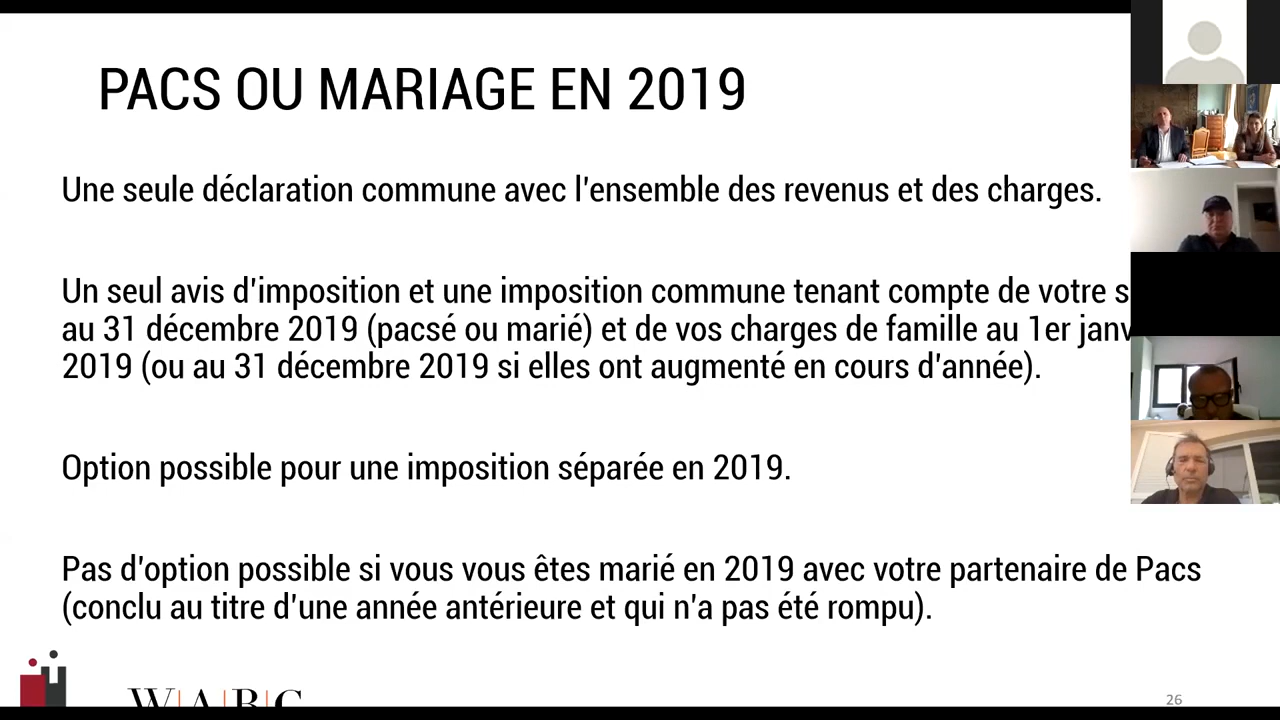 PACS OU MARIAGE EN 2019
Une seule déclaration commune avec l'ensemble des revenus et des charges.
Un seul avis d'imposition et une imposition commune tenant compte de votre
au 31 décembre 2019 (pacsé ou marié) et de vos charges de famille au 1er
2019 (ou au 31 décembre 2019 si elles ont augmenté en cours d'année).
Option possible pour une imposition séparée en 2019.
Pas d'option possible si vous vous êtes marié en 2019 avec votre partenaire de Pacs
(conclu au titre d'une année antérieure et qui n'a pas été rompu).
W|A|B|C
26